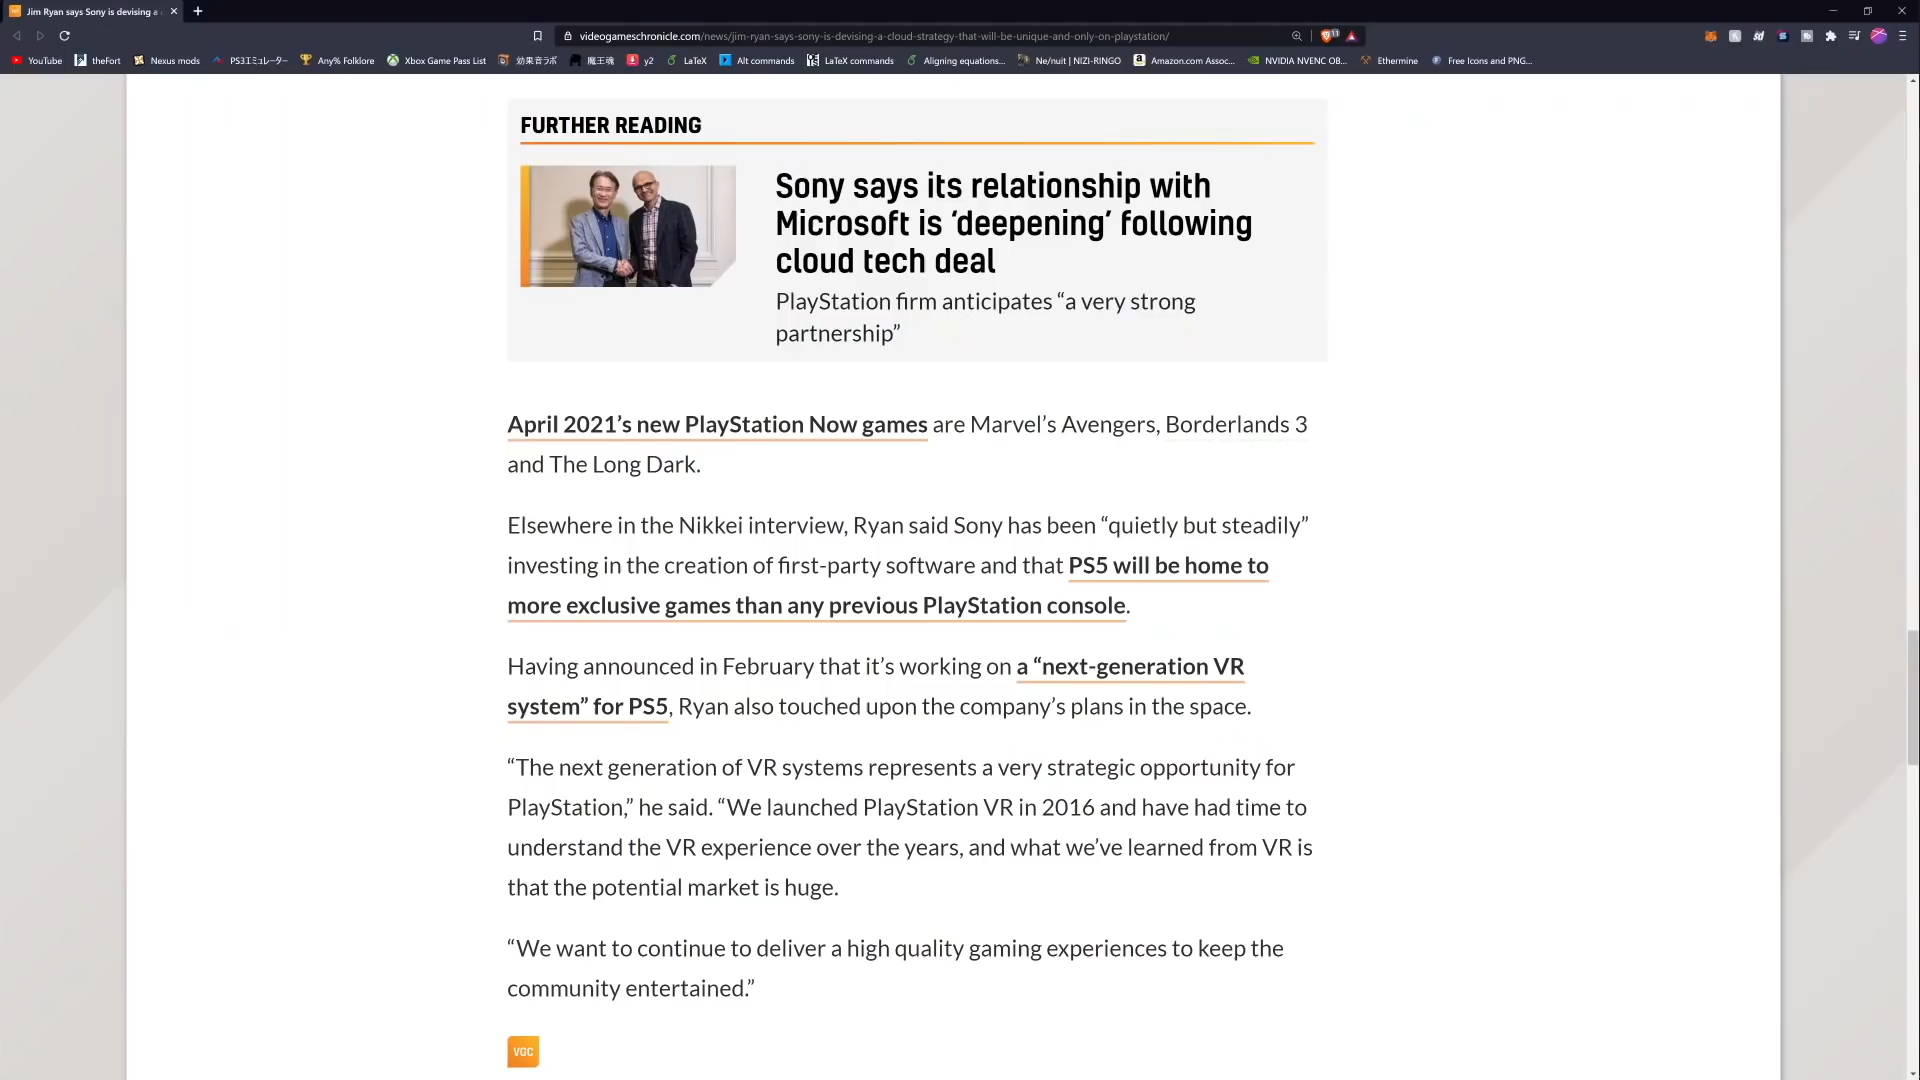 Jim Ryan says Sony is devising a
videogameschronicle.com/news/jim-ryan-says-sony-is-devising-a-cloud-strategy-that-will-be-unique-and-only-on-playstation/
11
YouTube theFort Nexus mods PS3エミュレーター Any% Folklore Xbox Game Pass List 効果音ラボ 魔王魂 y2 LaTeX Alt commands LaTeX commands Aligning equations... Ne/nuit | NIZI-RINGO Amazon.com Assoc... NVIDIA NVENC OB... Ethermine Free Icons and PNG...
FURTHER READING
Sony says its relationship with
Microsoft is ‘deepening’ following
cloud tech deal
PlayStation firm anticipates “a very strong
partnership”
April 2021’s new PlayStation Now games are Marvel’s Avengers, Borderlands 3
and The Long Dark.
Elsewhere in the Nikkei interview, Ryan said Sony has been “quietly but steadily”
investing in the creation of first-party software and that PS5 will be home to
more exclusive games than any previous PlayStation console.
Having announced in February that it’s working on a “next-generation VR
system” for PS5, Ryan also touched upon the company’s plans in the space.
“The next generation of VR systems represents a very strategic opportunity for
PlayStation,” he said. “We launched PlayStation VR in 2016 and have had time to
understand the VR experience over the years, and what we’ve learned from VR is
that the potential market is huge.
“We want to continue to deliver a high quality gaming experiences to keep the
community entertained.”
VGC